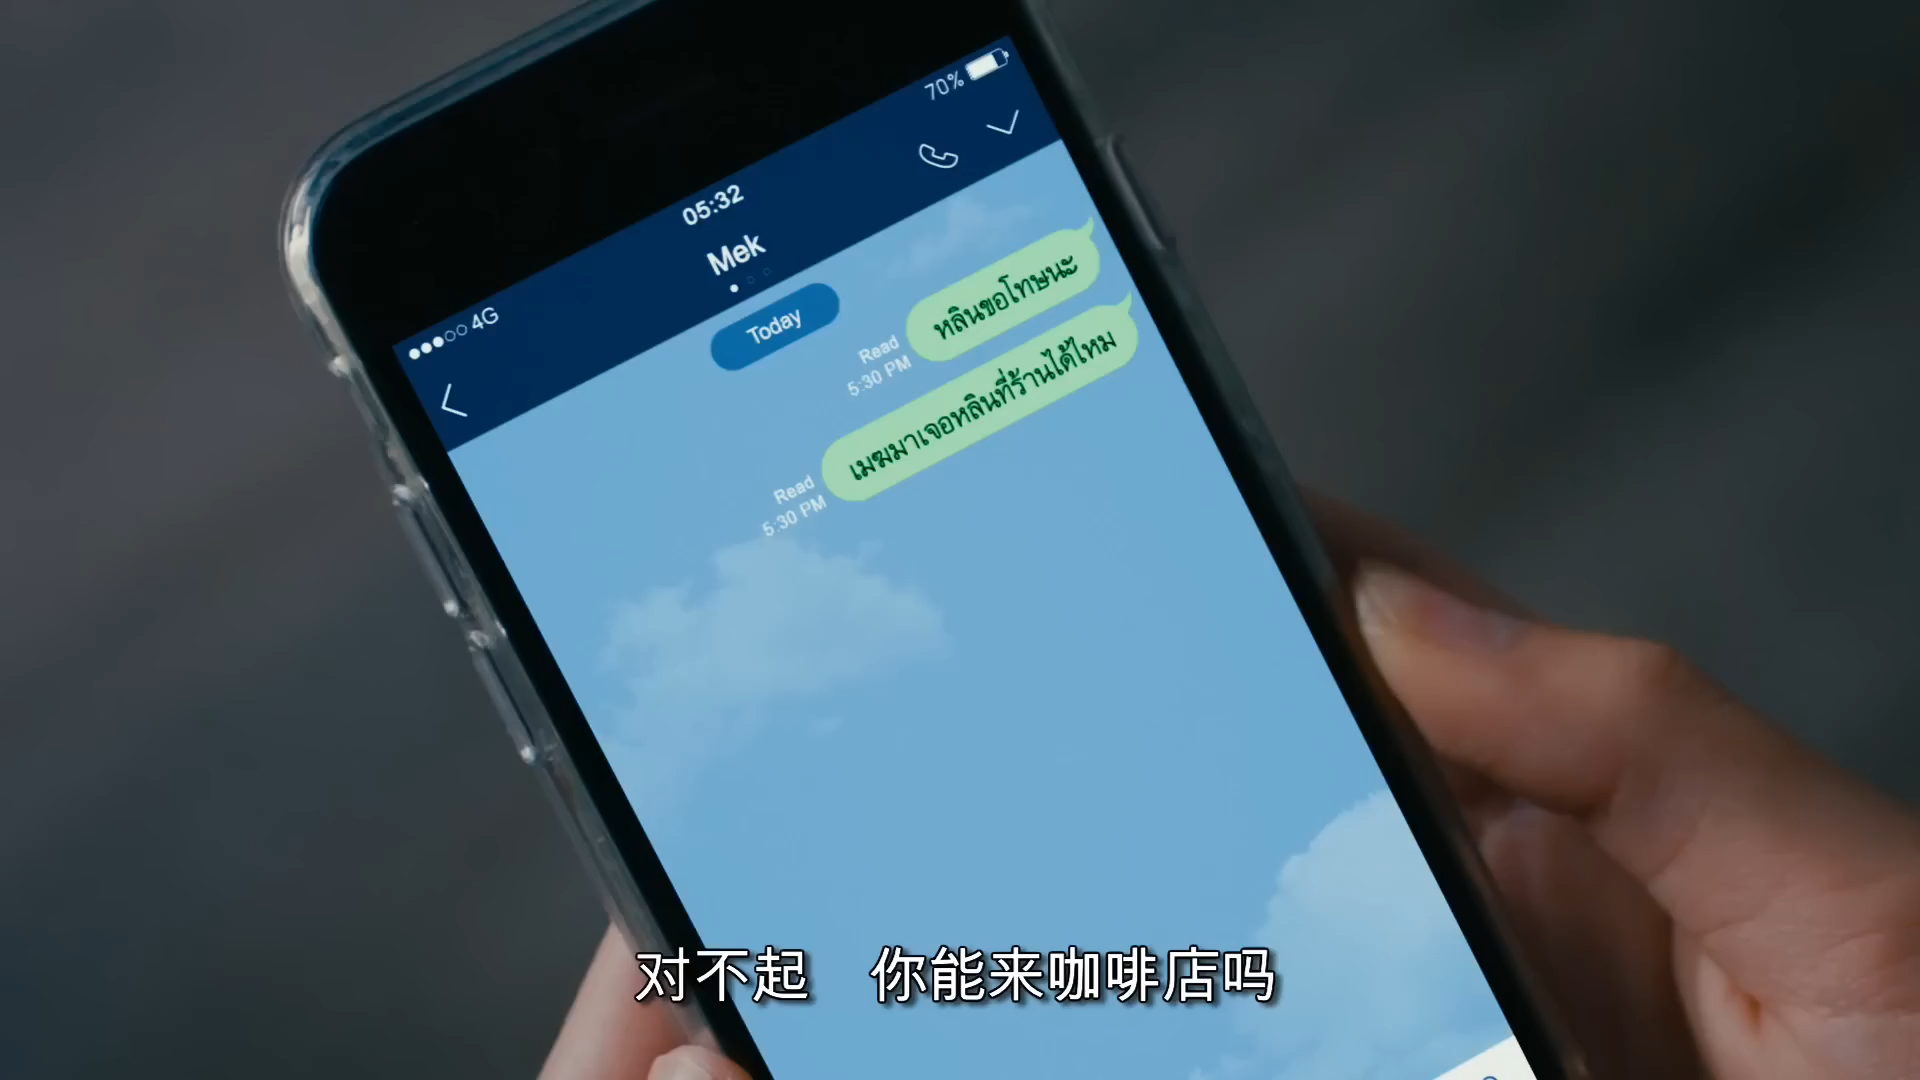 4G
05:32
70%
Mek
Today
หลินขอโทษนะ
Read
5:30 PM
เมฆมาเจอหลินที่ร้านได้ไหม
Read
5:30 PM
对不起 你能来咖啡店吗